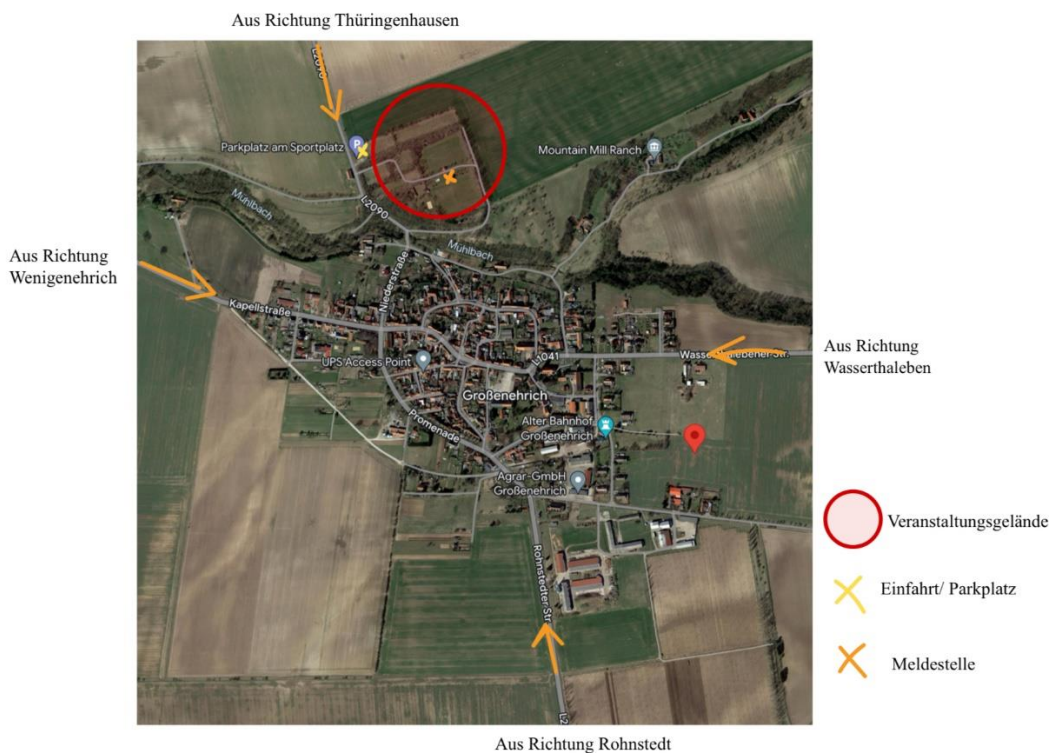 Aus Richtung Thüringenhausen
Parkplatz am Sportplatz
Mountain Mill Ranch
L2090
Mühlbach
Mühlbach
Aus Richtung
Wenigenehrich
Niederstraße
Kapellstraße
UPS Access Point
Aus Richtung
Wasserthaleben
Großenehrich
Promenade
Alter Bahnhof
Großenehrich
Agrar-GmbH
Großenehrich
Rohnstedter Str.
Veranstaltungsgelände
Einfahrt/ Parkplatz
Meldestelle
Aus Richtung Rohnstedt